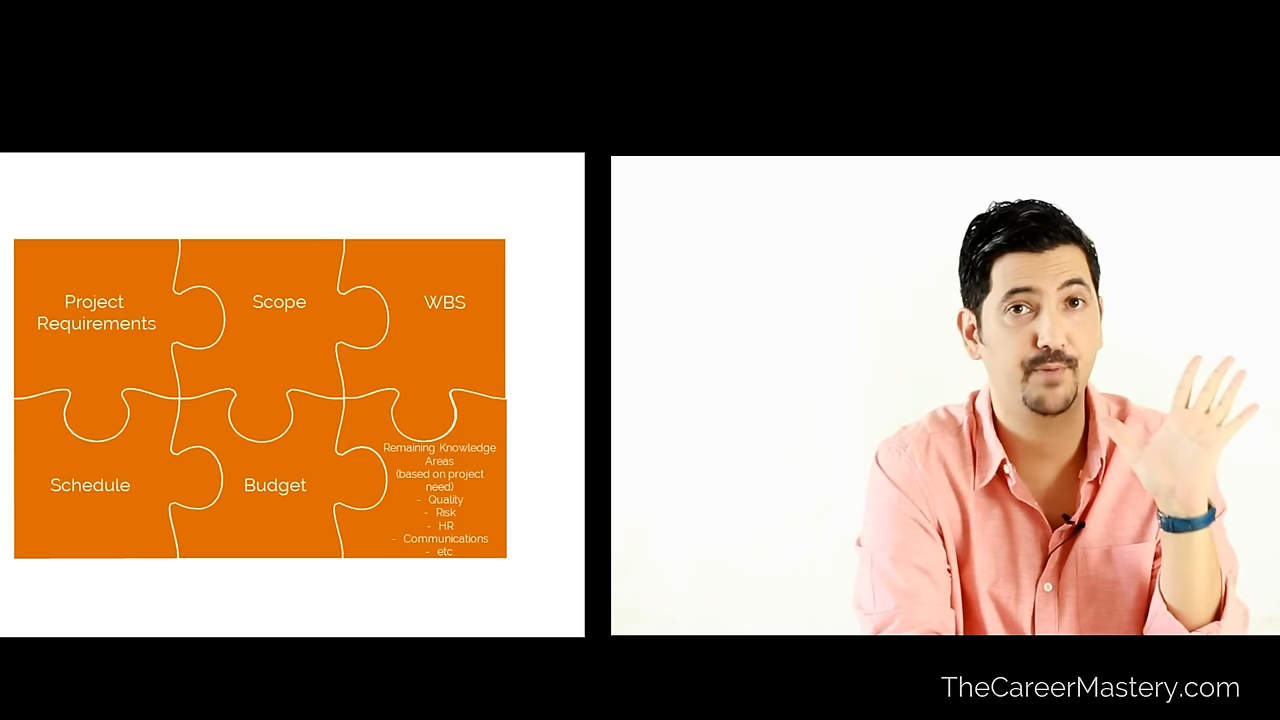 Project
Requirements
Scope
WBS
Schedule
Budget
Remaining Knowledge
Areas
(based on project
need)
- Quality
- Risk
- HR
- Communications
- etc.
TheCareerMastery.com